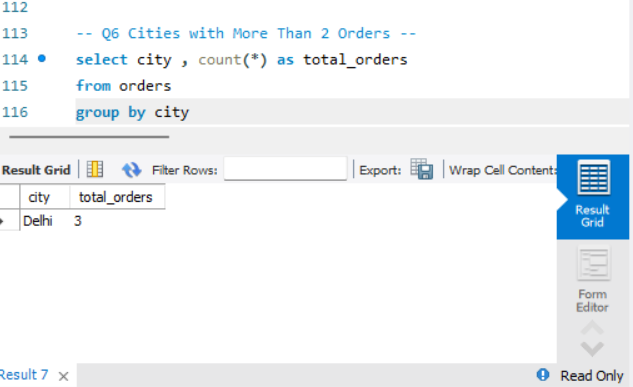 112
113 -- Q6 Cities with More Than 2 Orders --
114 select city , count(*) as total_orders
115 from orders
116 group by city
Result Grid Filter Rows: Export: Wrap Cell Content:
city total_orders
Delhi 3
Result
Grid
Form
Editor
Result 7 Read Only